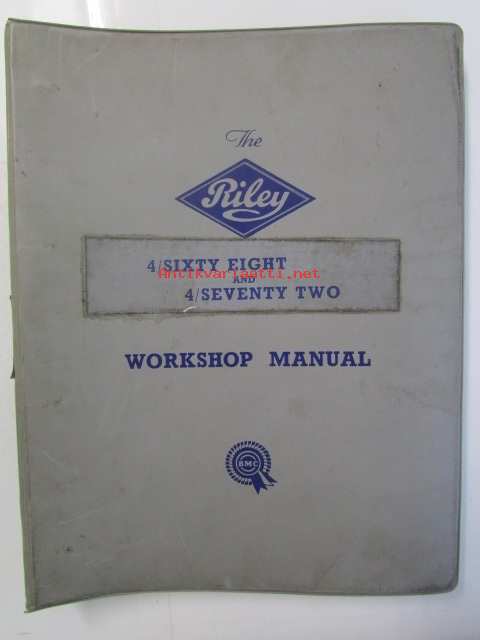 The
Riley
4/SIXTY EIGHT
Antikvariaatti.net
AND
4/SEVENTY TWO
WORKSHOP MANUAL
BMC